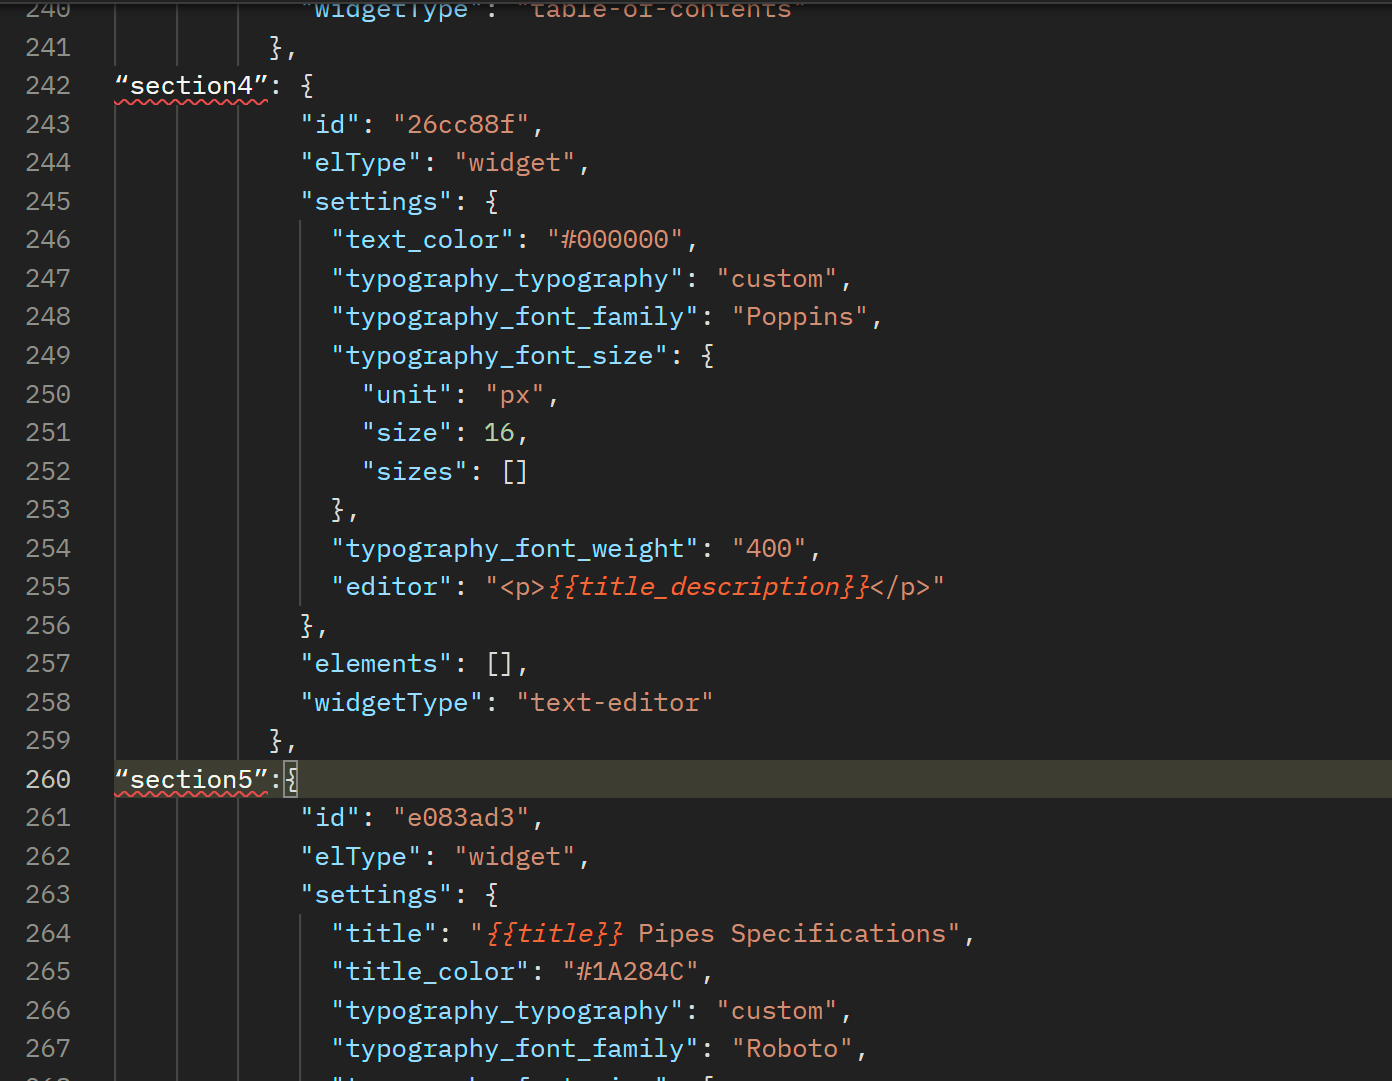 240 "widgetType": "table-of-contents"
241 },
242 “section4”: {
243 "id": "26cc88f",
244 "elType": "widget",
245 "settings": {
246 "text_color": "#000000",
247 "typography_typography": "custom",
248 "typography_font_family": "Poppins",
249 "typography_font_size": {
250 "unit": "px",
251 "size": 16,
252 "sizes": []
253 },
254 "typography_font_weight": "400",
255 "editor": "<p>{{title_description}}</p>"
256 },
257 "elements": [],
258 "widgetType": "text-editor"
259 },
260 “section5”:{
261 "id": "e083ad3",
262 "elType": "widget",
263 "settings": {
264 "title": "{{title}} Pipes Specifications",
265 "title_color": "#1A284C",
266 "typography_typography": "custom",
267 "typography_font_family": "Roboto",